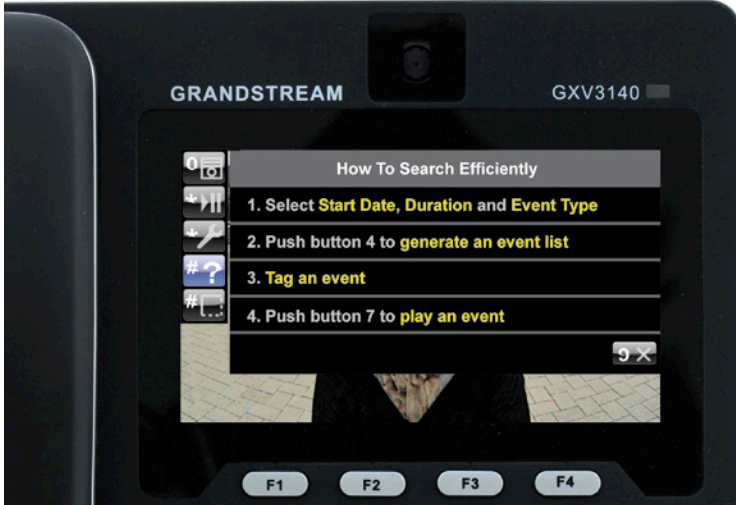 GRANDSTREAM
GXV3140
0
How To Search Efficiently
*
1. Select Start Date, Duration and Event Type
*
2. Push button 4 to generate an event list
#?
3. Tag an event
#
4. Push button 7 to play an event
9 X
F1 F2 F3 F4